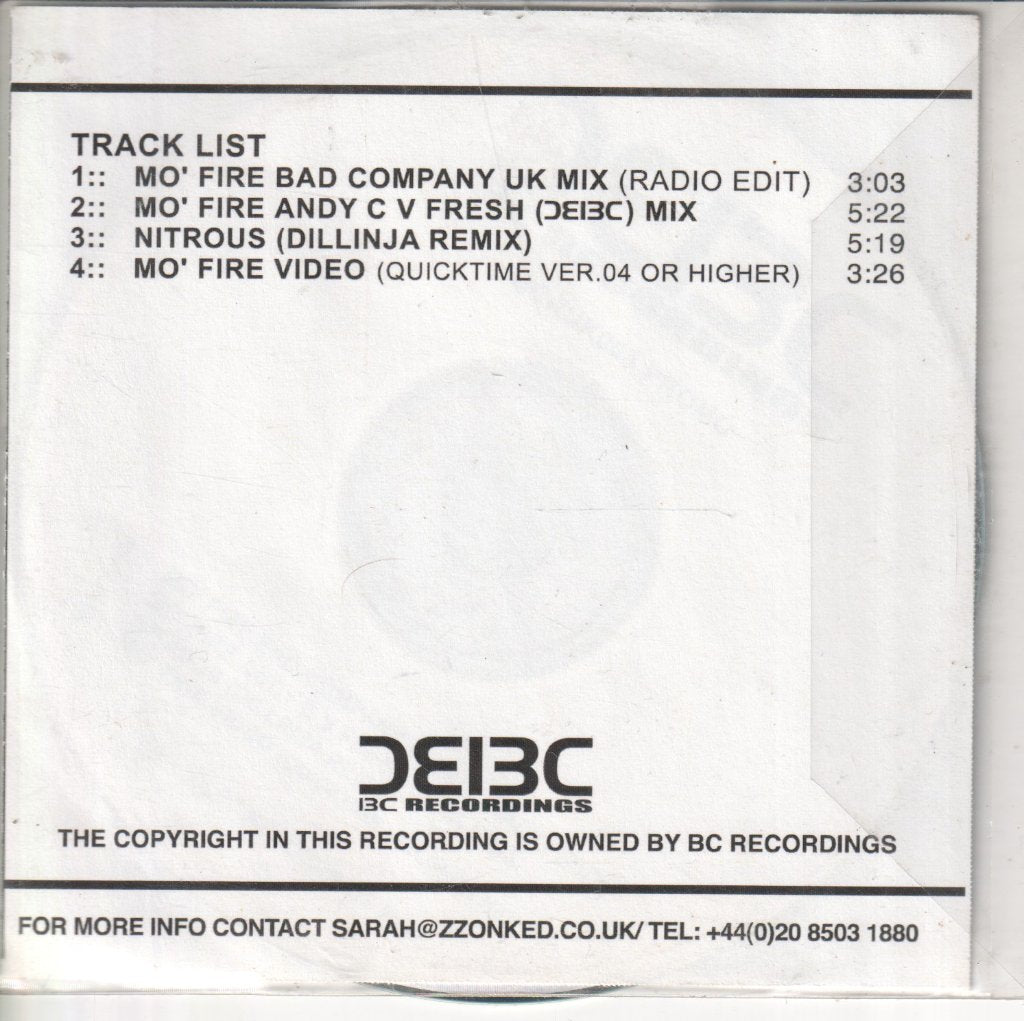 TRACK LIST
1:: MO' FIRE BAD COMPANY UK MIX (RADIO EDIT) 3:03
2:: MO' FIRE ANDY C V FRESH (ƆEIBC) MIX 5:22
3:: NITROUS (DILLINJA REMIX) 5:19
4:: MO' FIRE VIDEO (QUICKTIME VER.04 OR HIGHER) 3:26
ƆEIBC
BC RECORDINGS
THE COPYRIGHT IN THIS RECORDING IS OWNED BY BC RECORDINGS
FOR MORE INFO CONTACT SARAH@ZZONKED.CO.UK/ TEL: +44(0)20 8503 1880